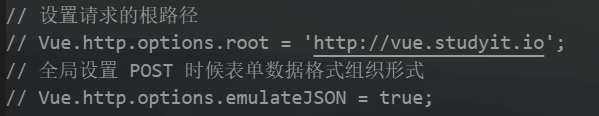 // 设置请求的根路径
// Vue.http.options.root = 'http://vue.studyit.io';
// 全局设置 POST 时候表单数据格式组织形式
// Vue.http.options.emulateJSON = true;